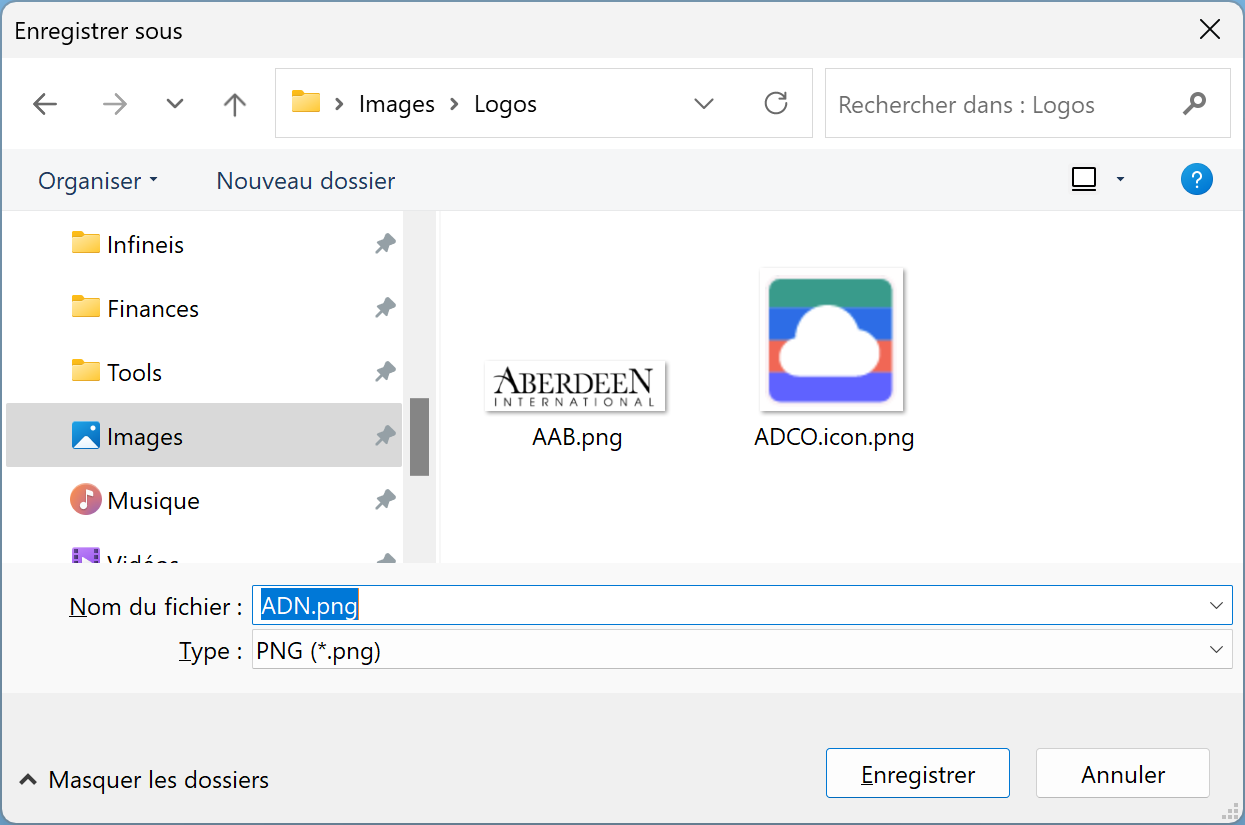 Enregistrer sous
Images
Logos
Rechercher dans : Logos
Organiser
Nouveau dossier
?
Infineis
Finances
Tools
Images
Musique
Vidéos
ABERDEEN
INTERNATIONAL
AAB.png
ADCO.icon.png
Nom du fichier : ADN.png
Type : PNG (*.png)
Masquer les dossiers
Enregistrer
Annuler